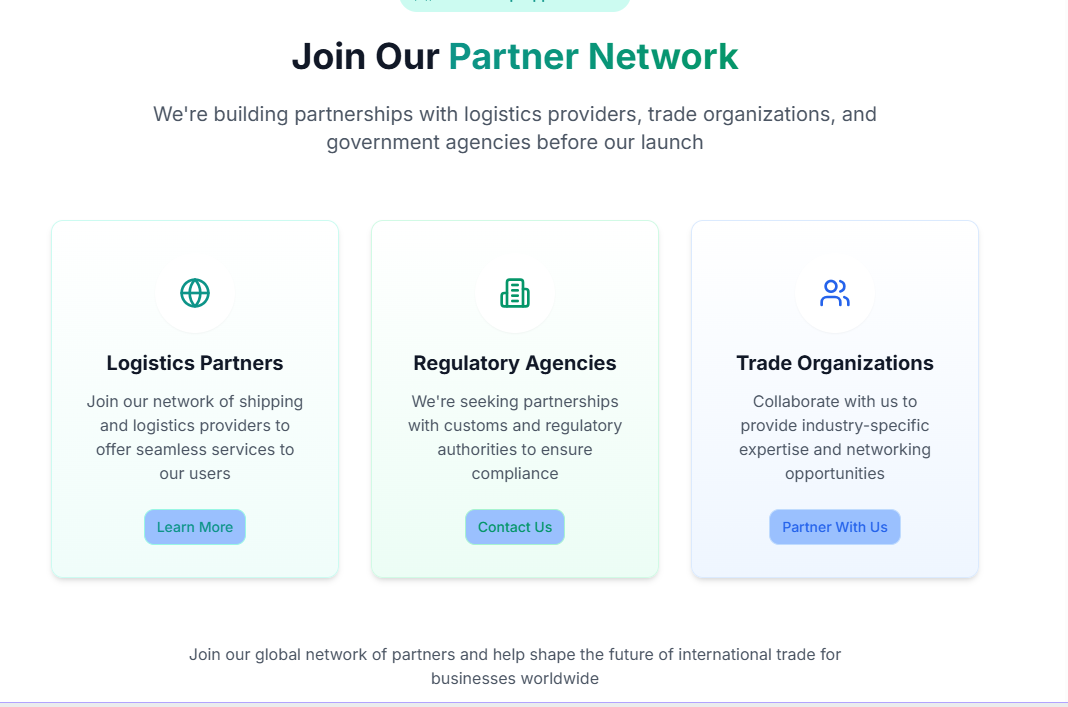 Join Our Partner Network
We're building partnerships with logistics providers, trade organizations, and
government agencies before our launch
Logistics Partners
Join our network of shipping
and logistics providers to
offer seamless services to
our users
Learn More
Regulatory Agencies
We're seeking partnerships
with customs and regulatory
authorities to ensure
compliance
Contact Us
Trade Organizations
Collaborate with us to
provide industry-specific
expertise and networking
opportunities
Partner With Us
Join our global network of partners and help shape the future of international trade for
businesses worldwide